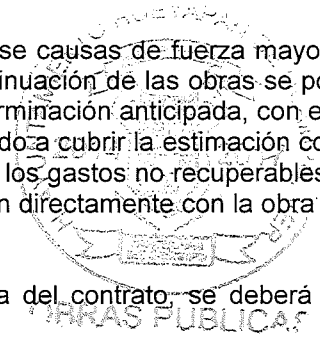 se causas de fuerza mayo
inuación de las obras se po
rminación anticipada, con e
do a cubrir la estimación co
los gastos no recuperables
n directamente con la obra
a del contrato, se deberá
OBRAS PUBLICAS